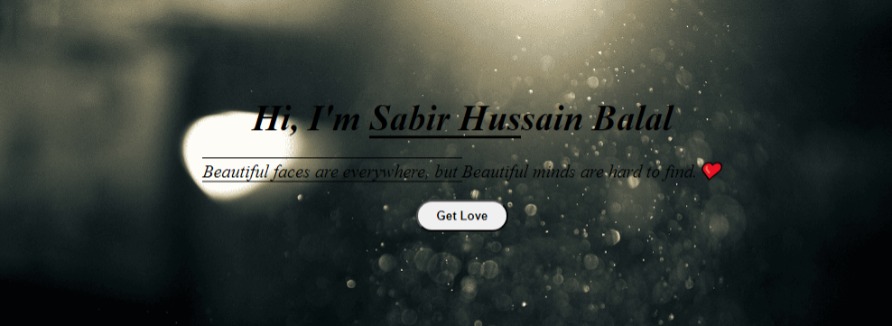 Hi, I'm Sabir Hussain Balal
Beautiful faces are everywhere, but Beautiful minds are hard to find. ❤️
Get Love